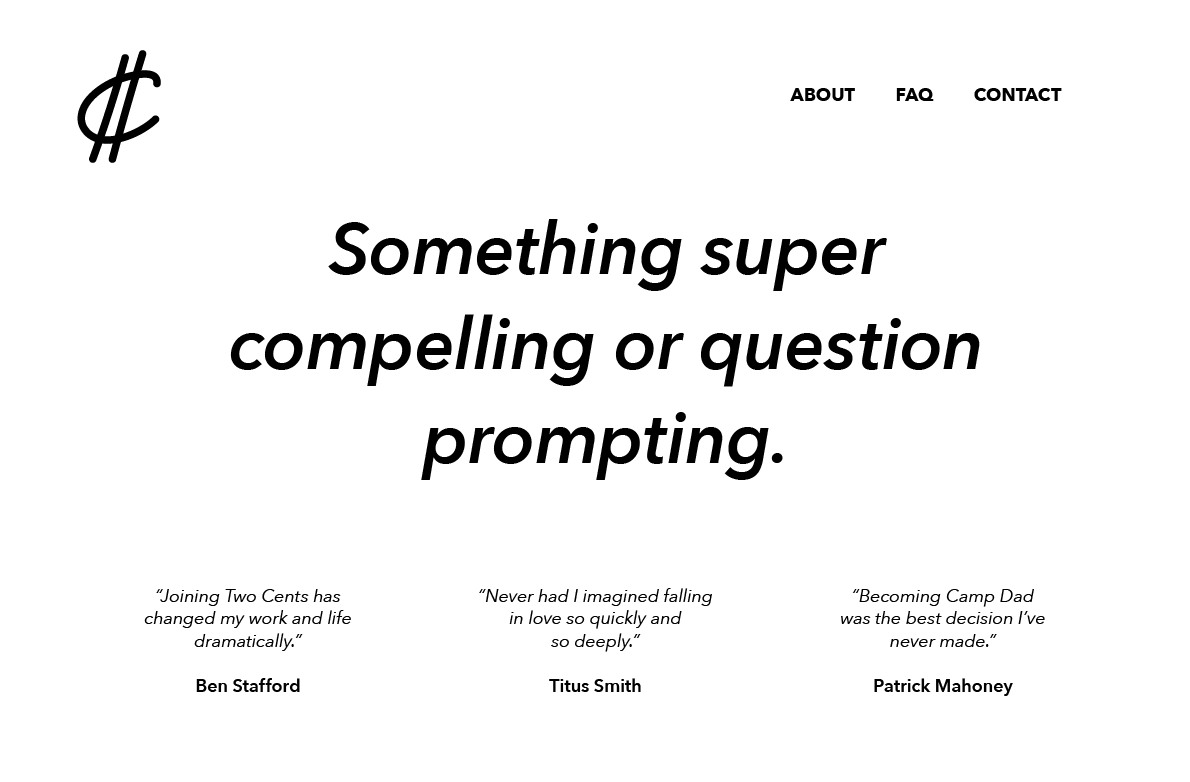 ABOUT FAQ CONTACT
Something super
compelling or question
prompting.
“Joining Two Cents has
changed my work and life
dramatically.”
Ben Stafford
“Never had I imagined falling
in love so quickly and
so deeply.”
Titus Smith
“Becoming Camp Dad
was the best decision I’ve
never made.”
Patrick Mahoney